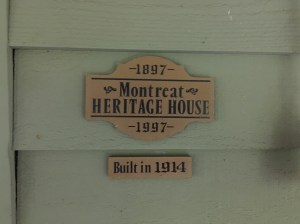 -1897-
Montreat
HERITAGE HOUSE
-1997-
Built in 1914